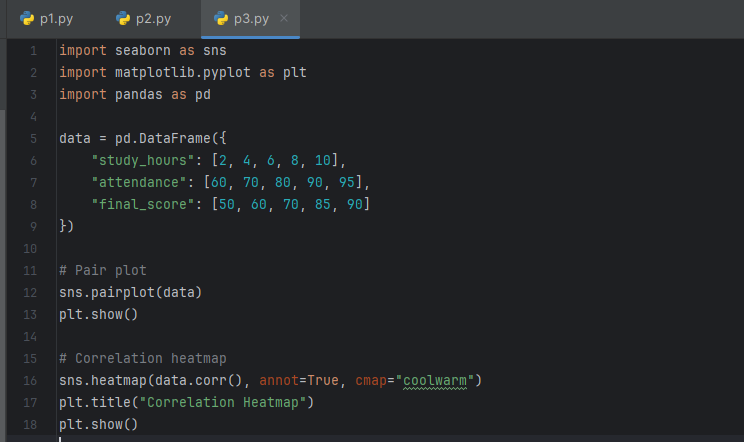 p1.py p2.py p3.py
1 import seaborn as sns
2 import matplotlib.pyplot as plt
3 import pandas as pd
4
5 data = pd.DataFrame({
6     "study_hours": [2, 4, 6, 8, 10],
7     "attendance": [60, 70, 80, 90, 95],
8     "final_score": [50, 60, 70, 85, 90]
9 })
10
11 # Pair plot
12 sns.pairplot(data)
13 plt.show()
14
15 # Correlation heatmap
16 sns.heatmap(data.corr(), annot=True, cmap="coolwarm")
17 plt.title("Correlation Heatmap")
18 plt.show()